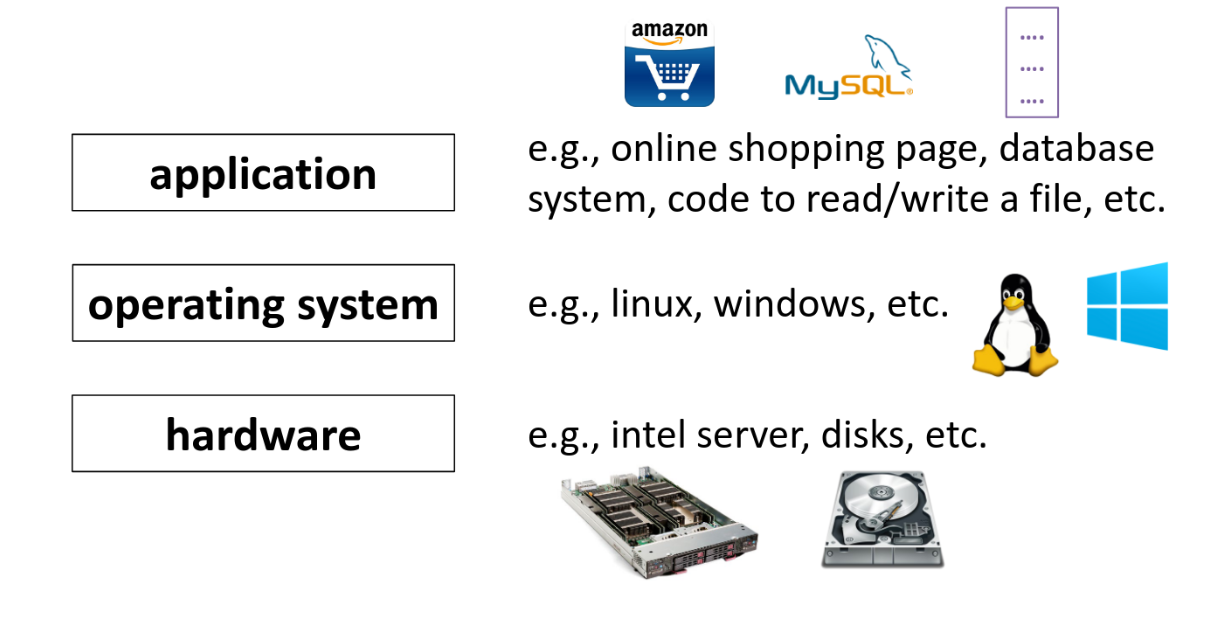 amazon
MySQL®
....
....
....
application
e.g., online shopping page, database
system, code to read/write a file, etc.
operating system
e.g., linux, windows, etc.
hardware
e.g., intel server, disks, etc.